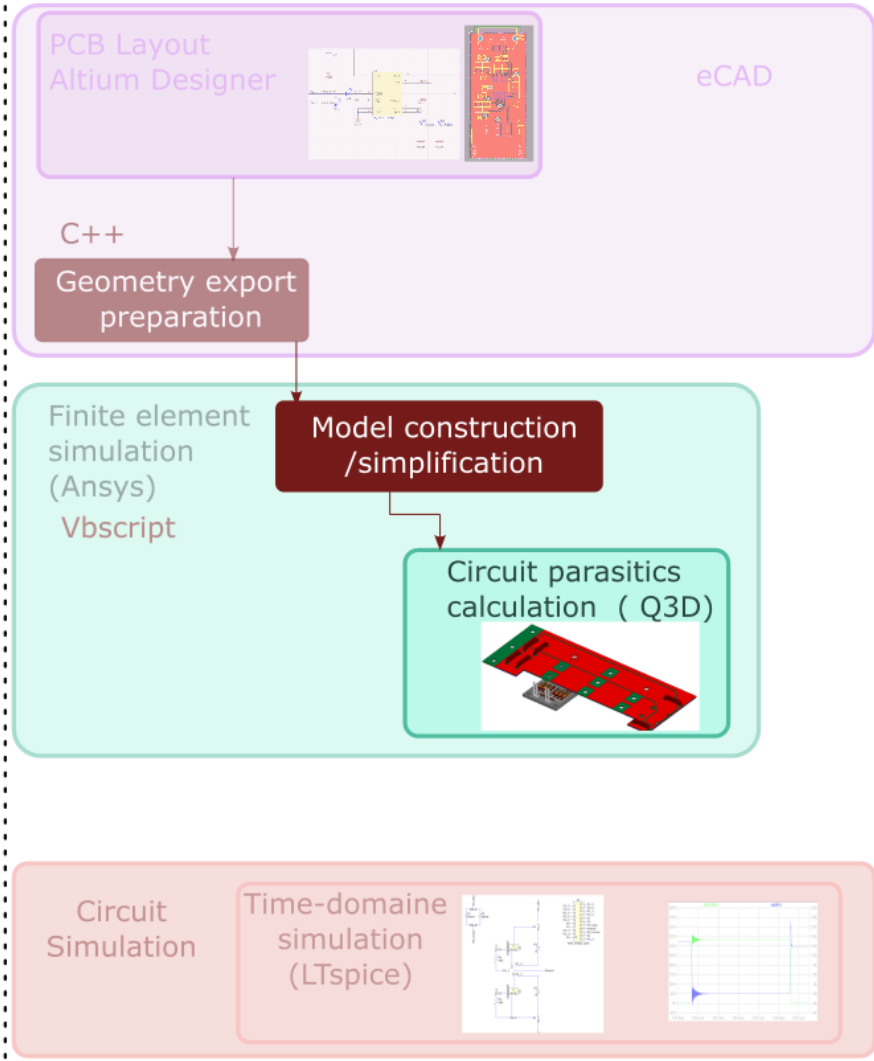 PCB Layout
Altium Designer
eCAD
C++
Geometry export
preparation
Finite element
simulation
(Ansys)
Vbscript
Model construction
/simplification
Circuit parasitics
calculation ( Q3D)
Circuit
Simulation
Time-domaine
simulation
(LTspice)